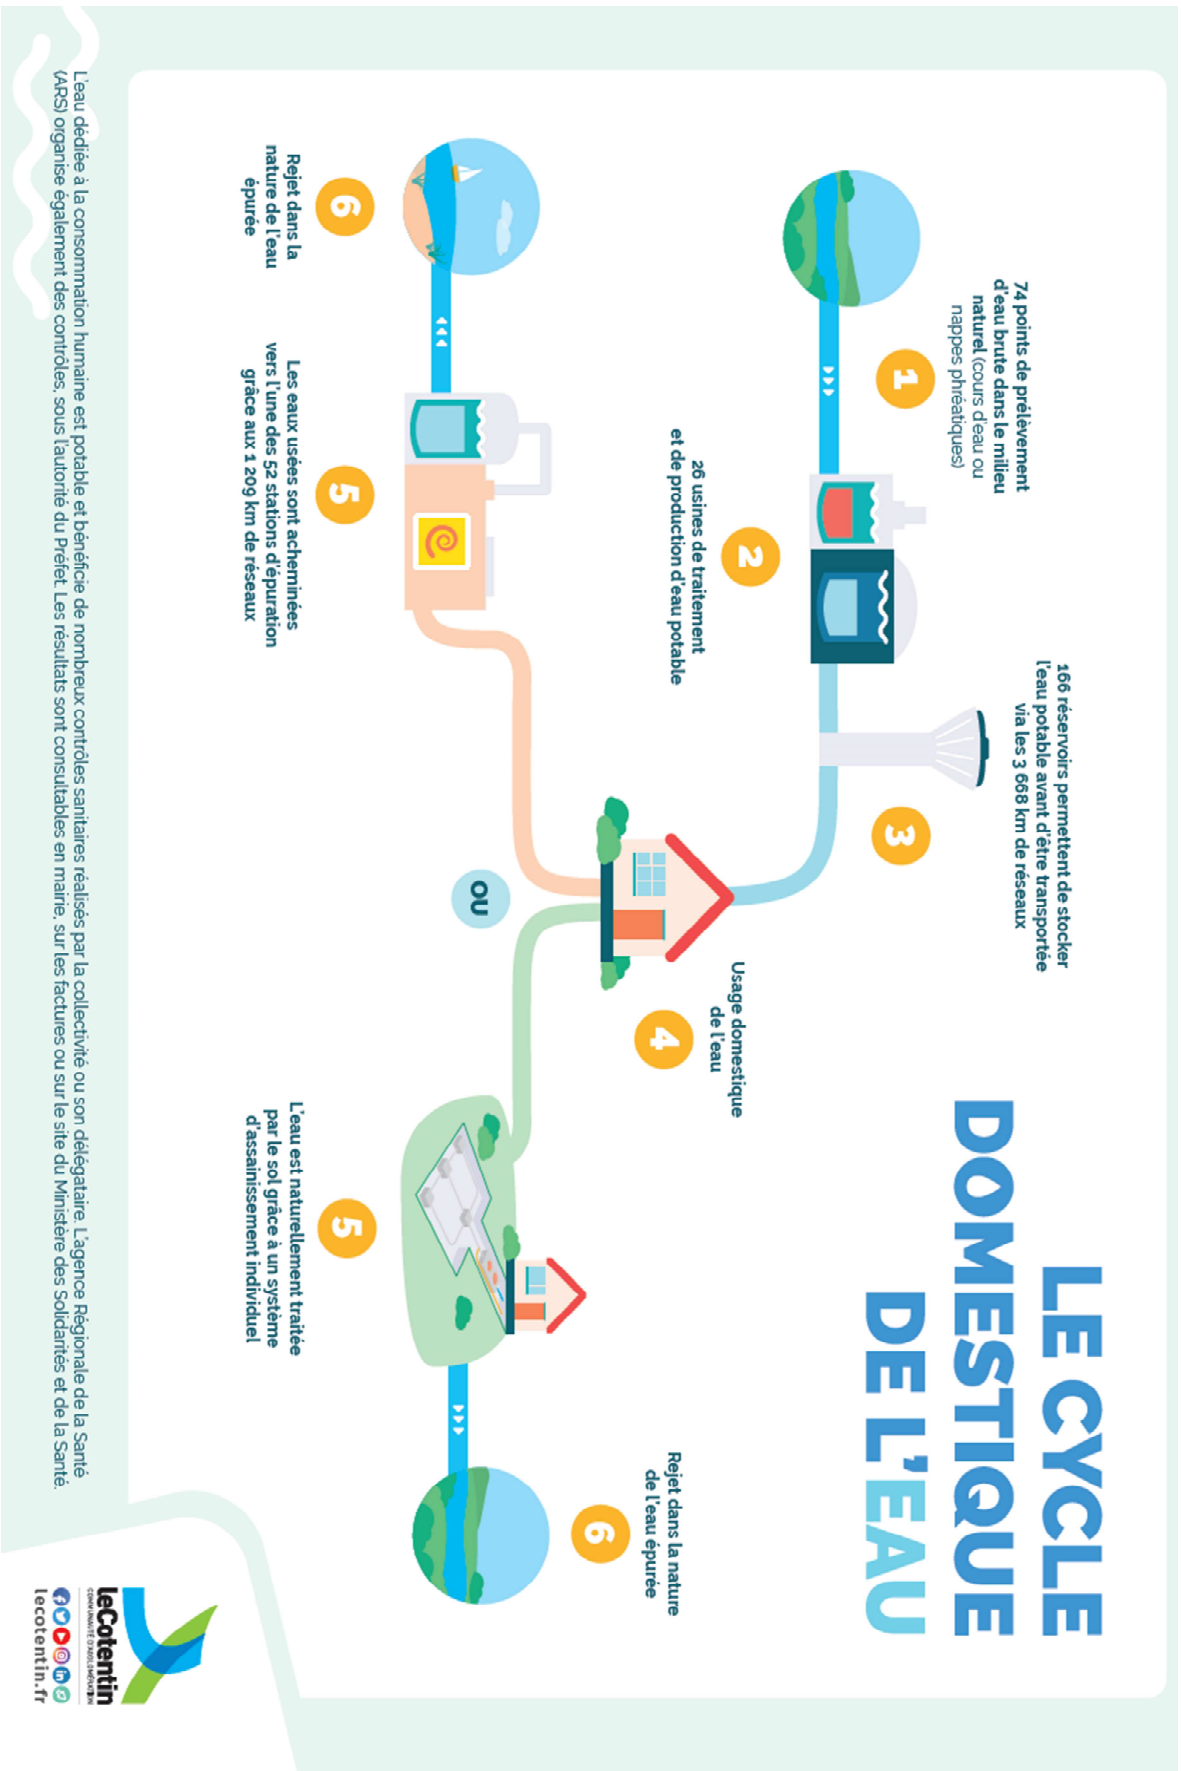 LE CYCLE
DOMESTIQUE
DE L'EAU
74 points de prélèvement
d'eau brute dans le milieu
naturel (cours d'eau ou
nappes phréatiques)
1
26 usines de traitement
et de production d'eau potable
2
166 réservoirs permettent de stocker
l'eau potable avant d'être transportée
via les 3 668 km de réseaux
3
Usage domestique
de l'eau
4
OU
5
Les eaux usées sont acheminées
vers l'une des 52 stations d'épuration
grâce aux 1 209 km de réseaux
6
Rejet dans la
nature de l'eau
épurée
5
L'eau est naturellement traitée
par le sol grâce à un système
d'assainissement individuel
Rejet dans la nature
de l'eau épurée
6
L'eau dédiée à la consommation humaine est potable et bénéficie de nombreux contrôles sanitaires réalisés par la collectivité ou son délégataire. L'agence Régionale de la Santé
(ARS) organise également des contrôles, sous l'autorité du Préfet. Les résultats sont consultables en mairie, sur les factures ou sur le site du Ministère des Solidarités et de la Santé.
leCotentin
COMMUNAUTÉ D'AGGLOMÉRATION
lecotentin.fr